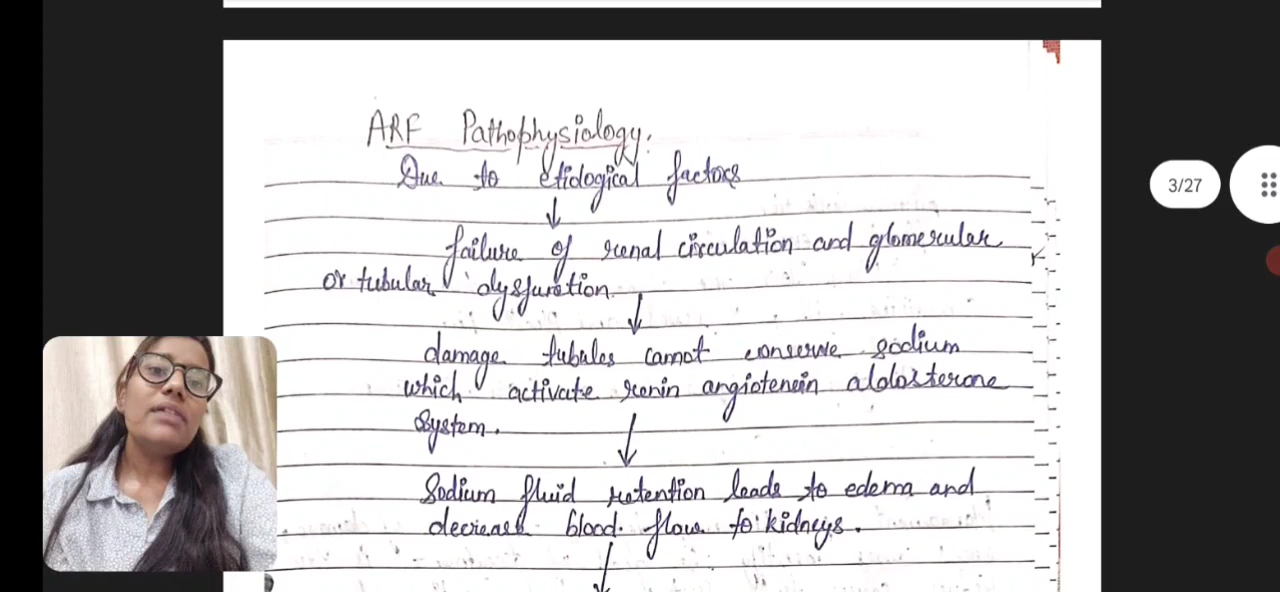 ARF Pathophysiology.
Due to etiological factors
↓
failure of renal circulation and glomerular
or tubular dysfunction
↓
damage tubules cannot conserve sodium
which activate renin angiotensin aldosterone
system.
↓
Sodium fluid retention leads to edema and
decrease blood flow to kidneys.
↓
3/27